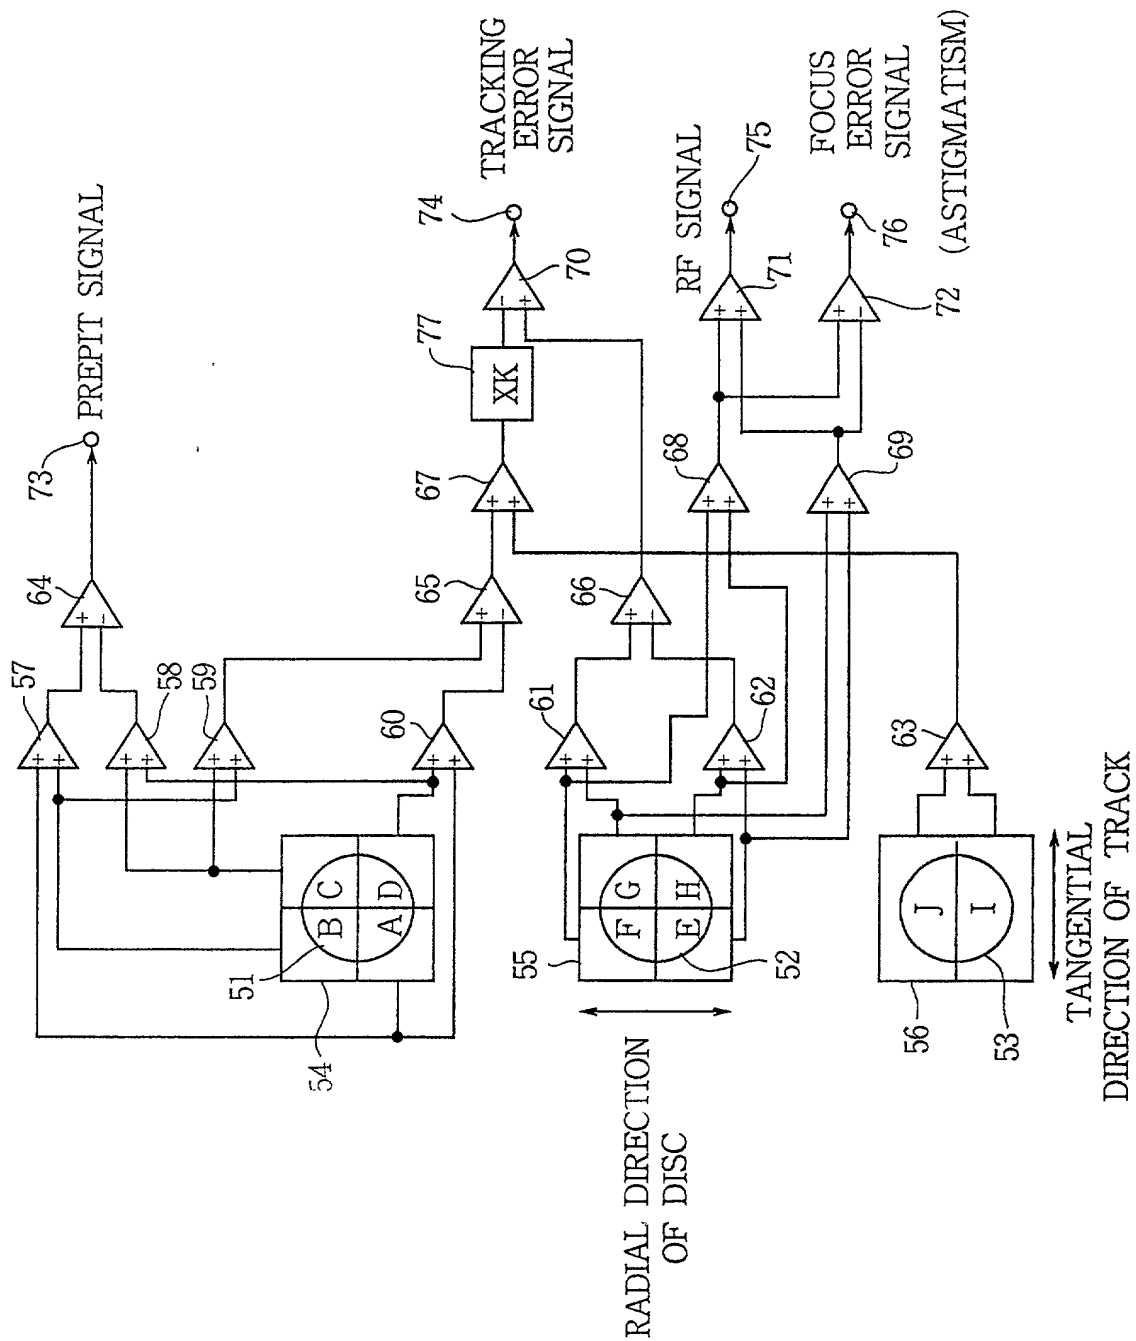 73
PREPIT SIGNAL
57
64
58
59
60
65
67
77
XK
74
TRACKING
ERROR
SIGNAL
70
54
51
B
C
A
D
61
66
62
68
71
RF SIGNAL
75
FOCUS
ERROR
SIGNAL
(ASTIGMATISM)
76
72
69
55
F
G
E
H
52
RADIAL DIRECTION
OF DISC
63
56
J
I
53
TANGENTIAL
DIRECTION OF TRACK
+
+
+
+
+
+
+
+
+
−
+
−
+
+
−
+
+
+
+
+
+
−
+
+
+
+
+
+
+
−
+
+